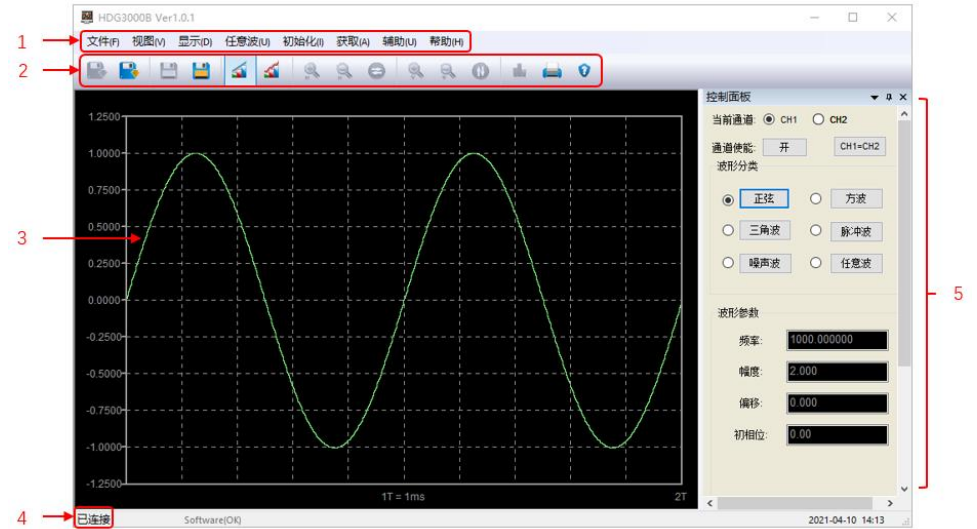 HDG3000B Ver1.0.1
1
文件(F) 视图(V) 显示(D) 任意波(U) 初始化(I) 获取(A) 辅助(U) 帮助(H)
2
控制面板
当前通道: CH1 CH2
通道使能: 开 CH1=CH2
波形分类
正弦 方波
三角波 脉冲波
噪声波 任意波
波形参数
频率: 1000.000000
幅度: 2.000
偏移: 0.000
初相位: 0.00
1.2500
1.0000
0.7500
0.5000
3
0.2500
0.0000
-0.2500
-0.5000
-0.7500
-1.0000
-1.2500
1T = 1ms 2T
5
4
已连接 Software(OK) 2021-04-10 14:13